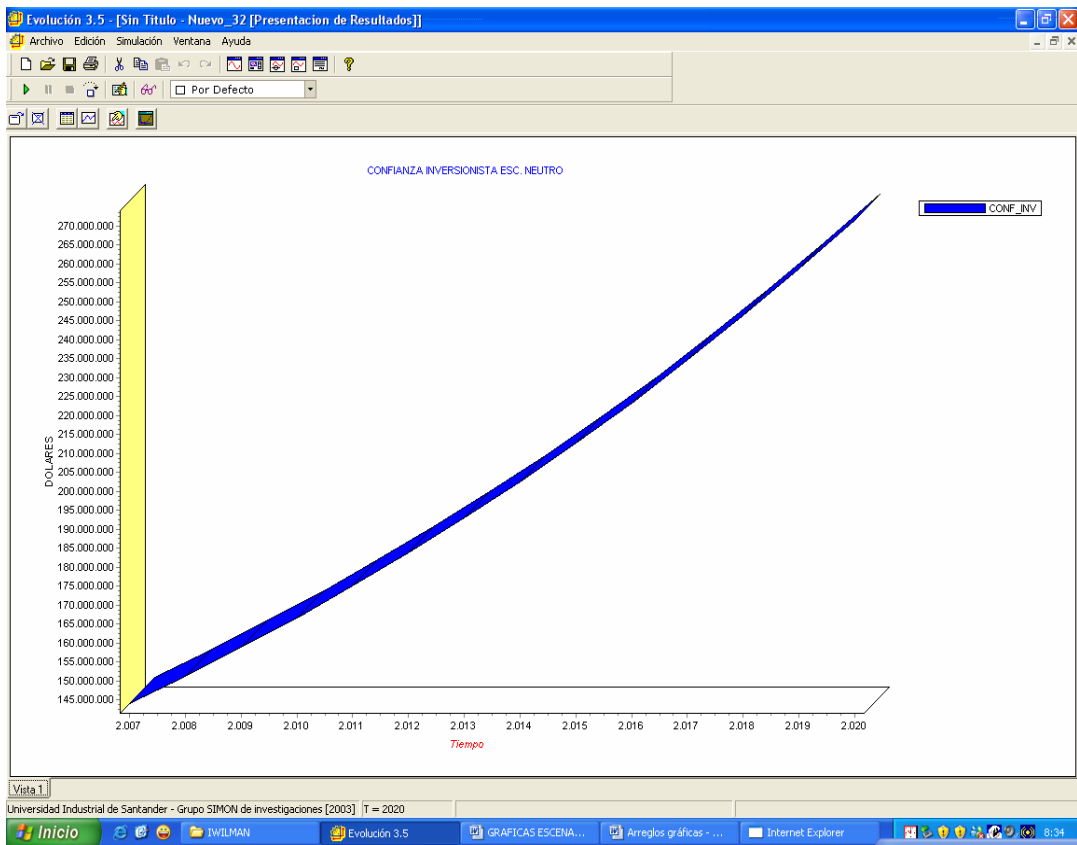 Evolución 3.5 - [Sin Titulo - Nuevo_32 [Presentacion de Resultados]]
Archivo Edición Simulación Ventana Ayuda
Por Defecto
CONFIANZA INVERSIONISTA ESC. NEUTRO
CONF_INV
270.000.000
265.000.000
260.000.000
255.000.000
250.000.000
245.000.000
240.000.000
235.000.000
230.000.000
225.000.000
220.000.000
215.000.000
210.000.000
205.000.000
200.000.000
195.000.000
190.000.000
185.000.000
180.000.000
175.000.000
170.000.000
165.000.000
160.000.000
155.000.000
150.000.000
145.000.000
DOLARES
2.007 2.008 2.009 2.010 2.011 2.012 2.013 2.014 2.015 2.016 2.017 2.018 2.019 2.020
Tiempo
Vista 1
Universidad Industrial de Santander - Grupo SIMON de investigaciones [2003] T = 2020
Inicio IWILMAN Evolución 3.5 GRAFICAS ESCENA... Arreglos gráficas - ... Internet Explorer 8:34